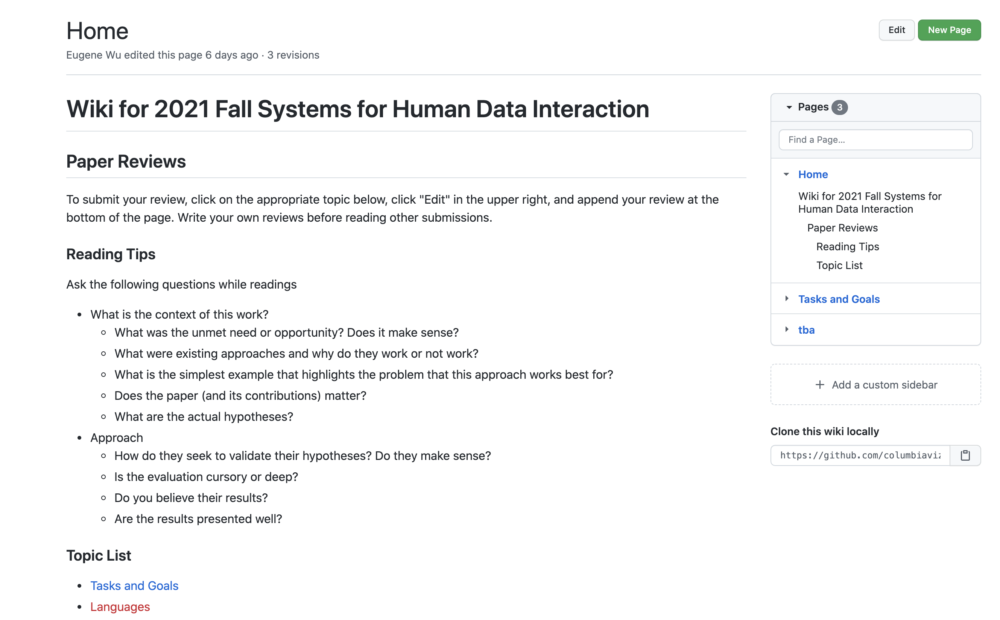 Home
Edit
New Page
Eugene Wu edited this page 6 days ago · 3 revisions
Wiki for 2021 Fall Systems for Human Data Interaction
Paper Reviews
To submit your review, click on the appropriate topic below, click "Edit" in the upper right, and append your review at the
bottom of the page. Write your own reviews before reading other submissions.
Reading Tips
Ask the following questions while readings
What is the context of this work?
What was the unmet need or opportunity? Does it make sense?
What were existing approaches and why do they work or not work?
What is the simplest example that highlights the problem that this approach works best for?
Does the paper (and its contributions) matter?
What are the actual hypotheses?
Approach
How do they seek to validate their hypotheses? Do they make sense?
Is the evaluation cursory or deep?
Do you believe their results?
Are the results presented well?
Topic List
Tasks and Goals
Languages
Pages 3
Find a Page...
Home
Wiki for 2021 Fall Systems for
Human Data Interaction
Paper Reviews
Reading Tips
Topic List
Tasks and Goals
tba
+ Add a custom sidebar
Clone this wiki locally
https://github.com/columbiaviz